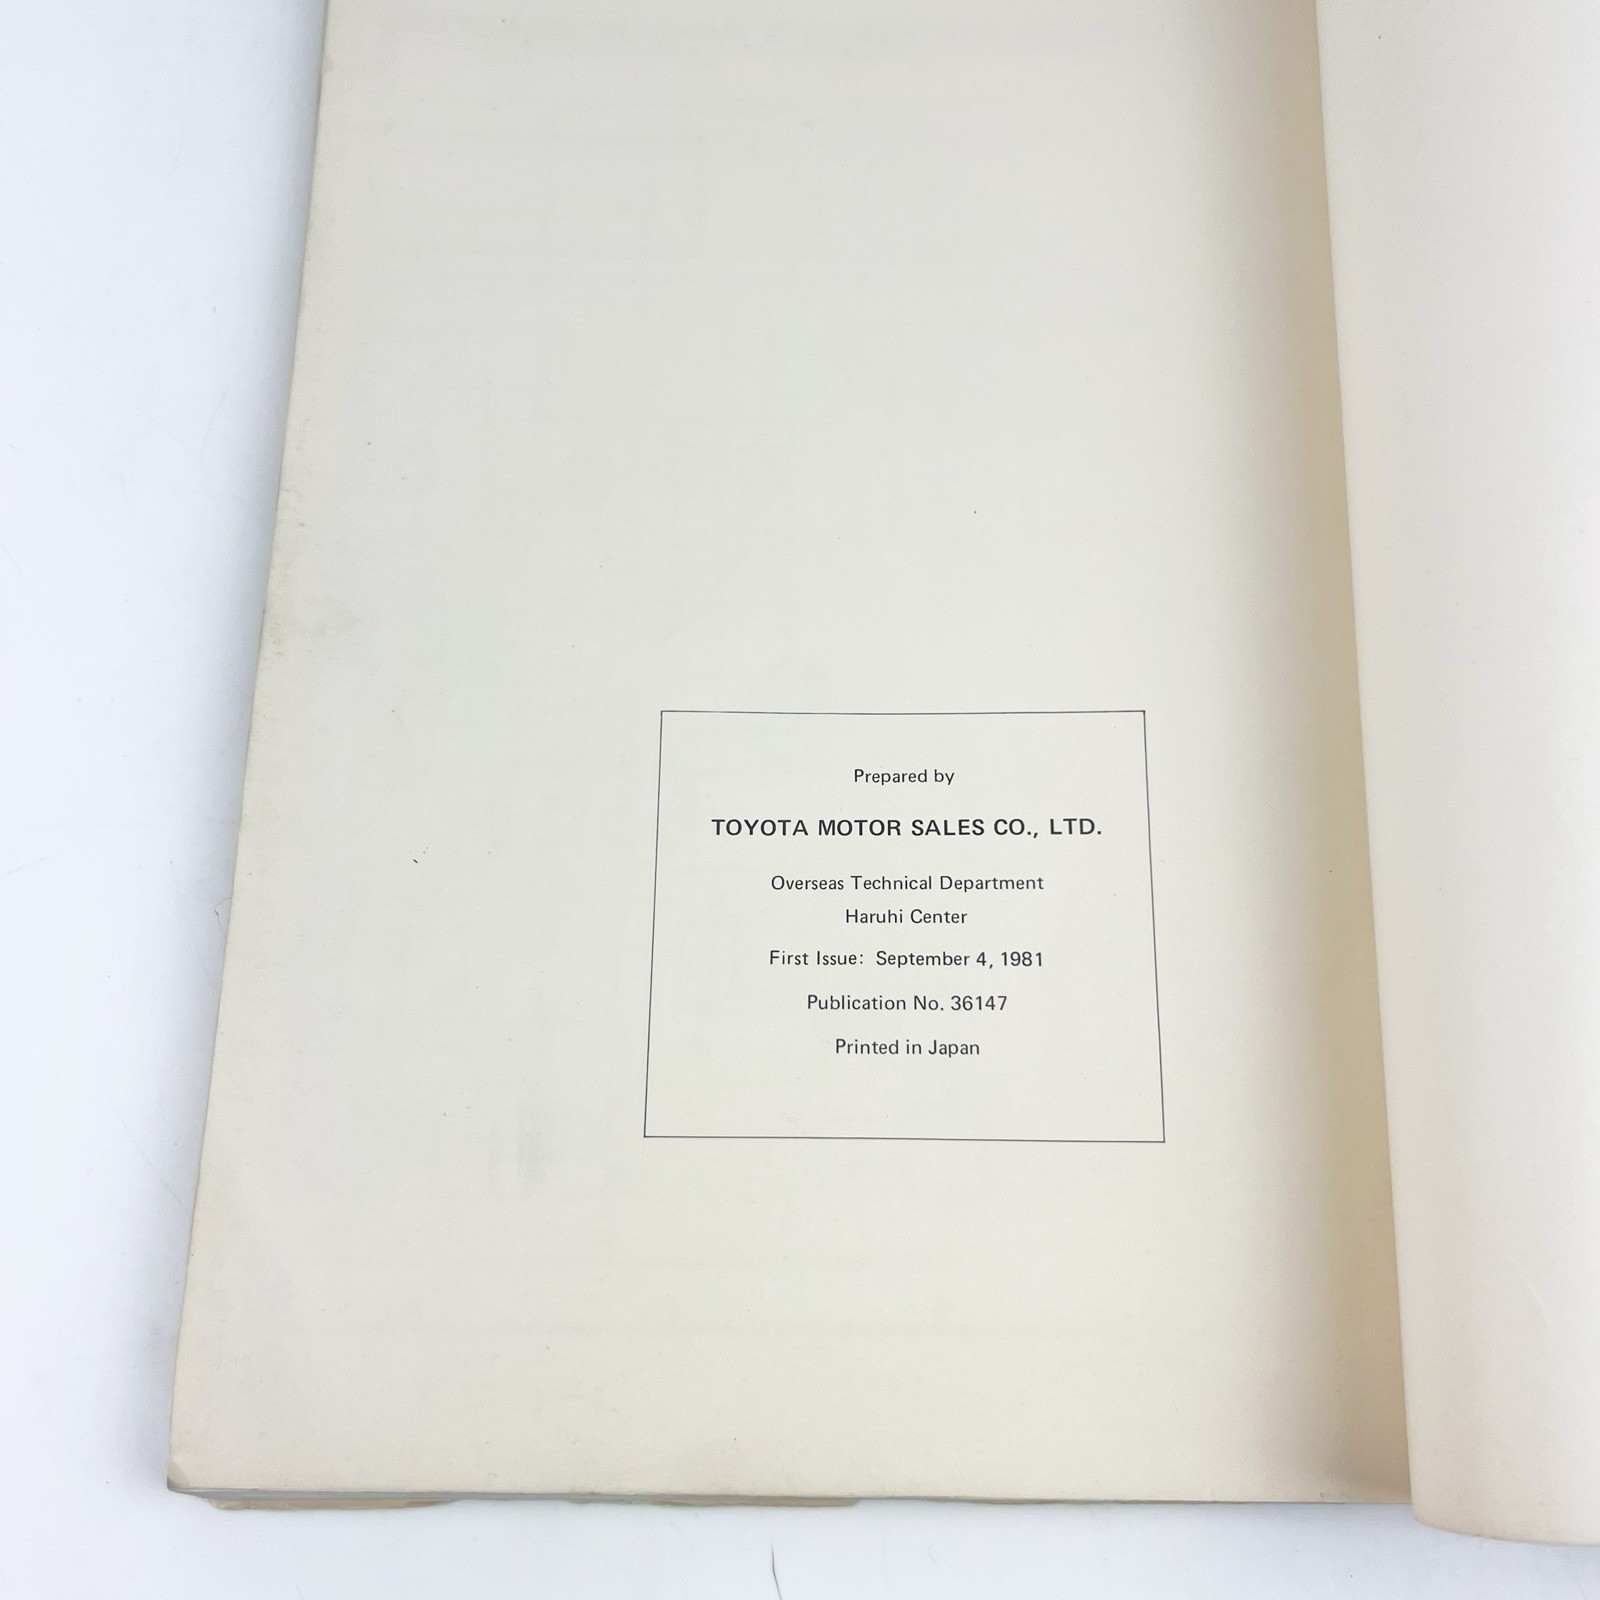 Prepared by
TOYOTA MOTOR SALES CO., LTD.
Overseas Technical Department
Haruhi Center
First Issue: September 4, 1981
Publication No. 36147
Printed in Japan